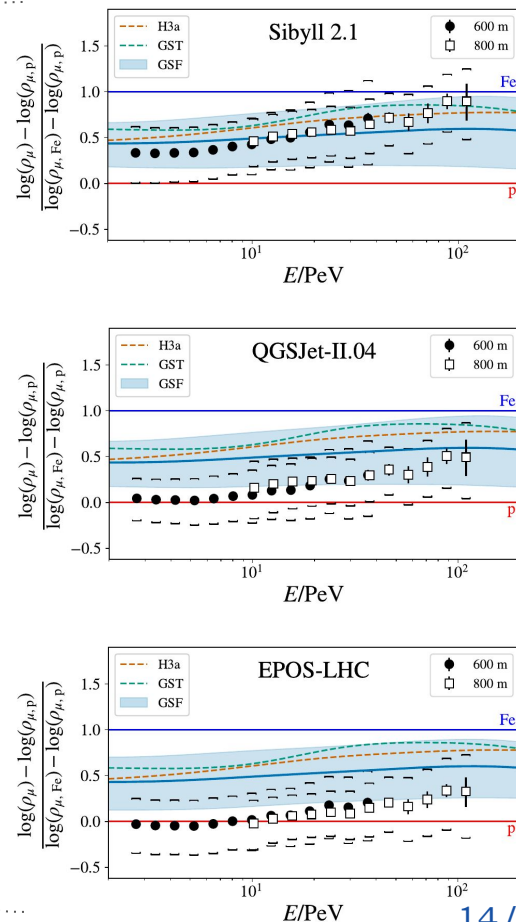 ...
H3a
GST
GSF
Sibyll 2.1
600 m
800 m
log(ρμ) − log(ρμ, p)
log(ρμ, Fe) − log(ρμ, p)
1.5
1.0
0.5
0.0
−0.5
Fe
p
10¹
10²
E/PeV
H3a
GST
GSF
QGSJet-II.04
600 m
800 m
log(ρμ) − log(ρμ, p)
log(ρμ, Fe) − log(ρμ, p)
1.5
1.0
0.5
0.0
−0.5
Fe
p
10¹
10²
E/PeV
H3a
GST
GSF
EPOS-LHC
600 m
800 m
log(ρμ) − log(ρμ, p)
log(ρμ, Fe) − log(ρμ, p)
1.5
1.0
0.5
0.0
−0.5
Fe
p
10¹
10²
E/PeV
...
14/